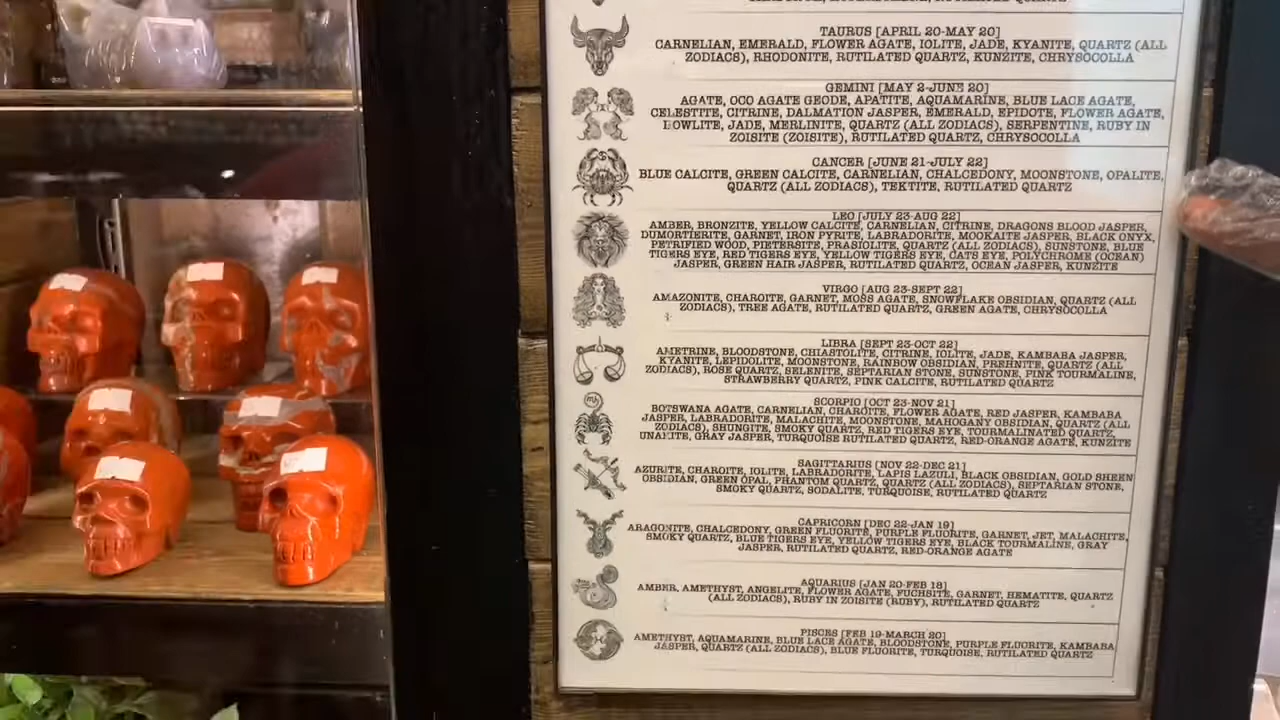 RUTILATED QUARTZ
TAURUS [APRIL 20-MAY 20]
CARNELIAN, EMERALD, FLOWER AGATE, IOLITE, JADE, KYANITE, QUARTZ (ALL
ZODIACS), RHODONITE, RUTILATED QUARTZ, KUNZITE, CHRYSOCOLLA
GEMINI [MAY 2-JUNE 20]
AGATE, OCO AGATE GEODE, APATITE, AQUAMARINE, BLUE LACE AGATE,
CELESTITE, CITRINE, DALMATION JASPER, EMERALD, EPIDOTE, FLOWER AGATE,
HOWLITE, JADE, MERLINITE, QUARTZ (ALL ZODIACS), SERPENTINE, RUBY IN
ZOISITE (ZOISITE), RUTILATED QUARTZ, CHRYSOCOLLA
CANCER [JUNE 21-JULY 22]
BLUE CALCITE, GREEN CALCITE, CARNELIAN, CHALCEDONY, MOONSTONE, OPALITE,
QUARTZ (ALL ZODIACS), TEKTITE, RUTILATED QUARTZ
LEO [JULY 23-AUG 22]
AMBER, BRONZITE, YELLOW CALCITE, CARNELIAN, CITRINE, DRAGONS BLOOD JASPER,
DUMORTIERITE, GARNET, IRON PYRITE, LABRADORITE, MOOKAITE JASPER, BLACK ONYX,
PETRIFIED WOOD, PIETERSITE, PRASIOLITE, QUARTZ (ALL ZODIACS), SUNSTONE, BLUE
TIGERS EYE, RED TIGERS EYE, YELLOW TIGERS EYE, CATS EYE, POLYCHROME (OCEAN)
JASPER, GREEN HAIR JASPER, RUTILATED QUARTZ, OCEAN JASPER, KUNZITE
VIRGO [AUG 23-SEPT 22]
AMAZONITE, CHAROITE, GARNET, MOSS AGATE, SNOWFLAKE OBSIDIAN, QUARTZ (ALL
ZODIACS), TREE AGATE, RUTILATED QUARTZ, GREEN AGATE, CHRYSOCOLLA
LIBRA [SEPT 23-OCT 22]
AMETRINE, BLOODSTONE, CHIASTOLITE, CITRINE, IOLITE, JADE, KAMBABA JASPER,
KYANITE, LEPIDOLITE, MOONSTONE, RAINBOW OBSIDIAN, PREHNITE, QUARTZ (ALL
ZODIACS), ROSE QUARTZ, SELENITE, SEPTARIAN STONE, SUNSTONE, PINK TOURMALINE,
STRAWBERRY QUARTZ, PINK CALCITE, RUTILATED QUARTZ
SCORPIO [OCT 23-NOV 21]
BOTSWANA AGATE, CARNELIAN, CHAROITE, FLOWER AGATE, RED JASPER, KAMBABA
JASPER, LABRADORITE, MALACHITE, MOONSTONE, MAHOGANY OBSIDIAN, QUARTZ (ALL
ZODIACS), SHUNGITE, SMOKY QUARTZ, RED TIGERS EYE, TOURMALINATED QUARTZ,
UNAKITE, GRAY JASPER, TURQUOISE RUTILATED QUARTZ, RED-ORANGE AGATE, KUNZITE
SAGITTARIUS [NOV 22-DEC 21]
AZURITE, CHAROITE, IOLITE, LABRADORITE, LAPIS LAZULI, BLACK OBSIDIAN, GOLD SHEEN
OBSIDIAN, GREEN OPAL, PHANTOM QUARTZ, QUARTZ (ALL ZODIACS), SEPTARIAN STONE,
SMOKY QUARTZ, SODALITE, TURQUOISE, RUTILATED QUARTZ
CAPRICORN [DEC 22-JAN 19]
ARAGONITE, CHALCEDONY, GREEN FLUORITE, PURPLE FLUORITE, GARNET, JET, MALACHITE,
SMOKY QUARTZ, BLUE TIGERS EYE, YELLOW TIGERS EYE, BLACK TOURMALINE, GRAY
JASPER, RUTILATED QUARTZ, RED-ORANGE AGATE
AQUARIUS [JAN 20-FEB 18]
AMBER, AMETHYST, ANGELITE, FLOWER AGATE, FUCHSITE, GARNET, HEMATITE, QUARTZ
(ALL ZODIACS), RUBY IN ZOISITE (RUBY), RUTILATED QUARTZ
PISCES [FEB 19-MARCH 20]
AMETHYST, AQUAMARINE, BLUE LACE AGATE, BLOODSTONE, PURPLE FLUORITE, KAMBABA
JASPER, QUARTZ (ALL ZODIACS), BLUE FLUORITE, TURQUOISE, RUTILATED QUARTZ